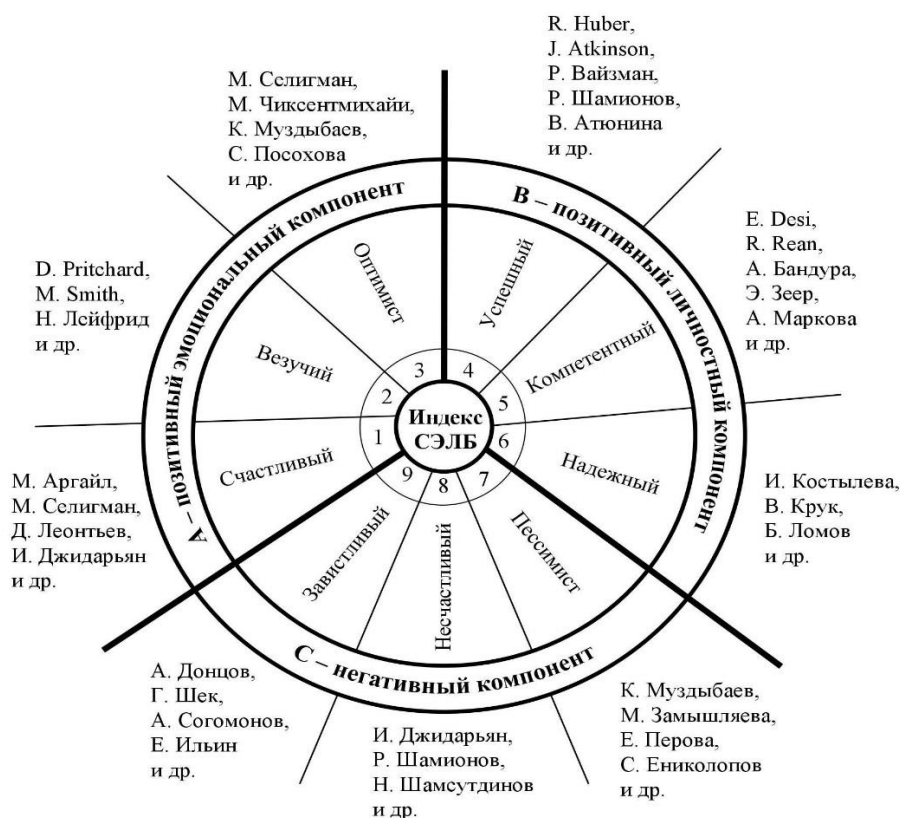 R. Huber,
J. Atkinson,
Р. Вайзман,
Р. Шамионов,
В. Атюнина
и др.
М. Селигман,
М. Чиксентмихайи,
К. Муздыбаев,
С. Посохова
и др.
E. Desi,
R. Rean,
А. Бандура,
Э. Зеер,
А. Маркова
и др.
D. Pritchard,
M. Smith,
Н. Лейфрид
и др.
А – позитивный эмоциональный компонент
В – позитивный личностный компонент
Оптимист
Успешный
Везучий
Компетентный
Счастливый
Надежный
3
4
2
5
1
6
9
8
7
Индекс
СЭЛБ
Завистливый
Несчастливый
Пессимист
С – негативный компонент
М. Аргайл,
М. Селигман,
Д. Леонтьев,
И. Джидарьян
и др.
И. Костылева,
В. Крук,
Б. Ломов
и др.
А. Донцов,
Г. Шек,
А. Согомонов,
Е. Ильин
и др.
И. Джидарьян,
Р. Шамионов,
Н. Шамсутдинов
и др.
К. Муздыбаев,
М. Замышляева,
Е. Перова,
С. Ениколопов
и др.